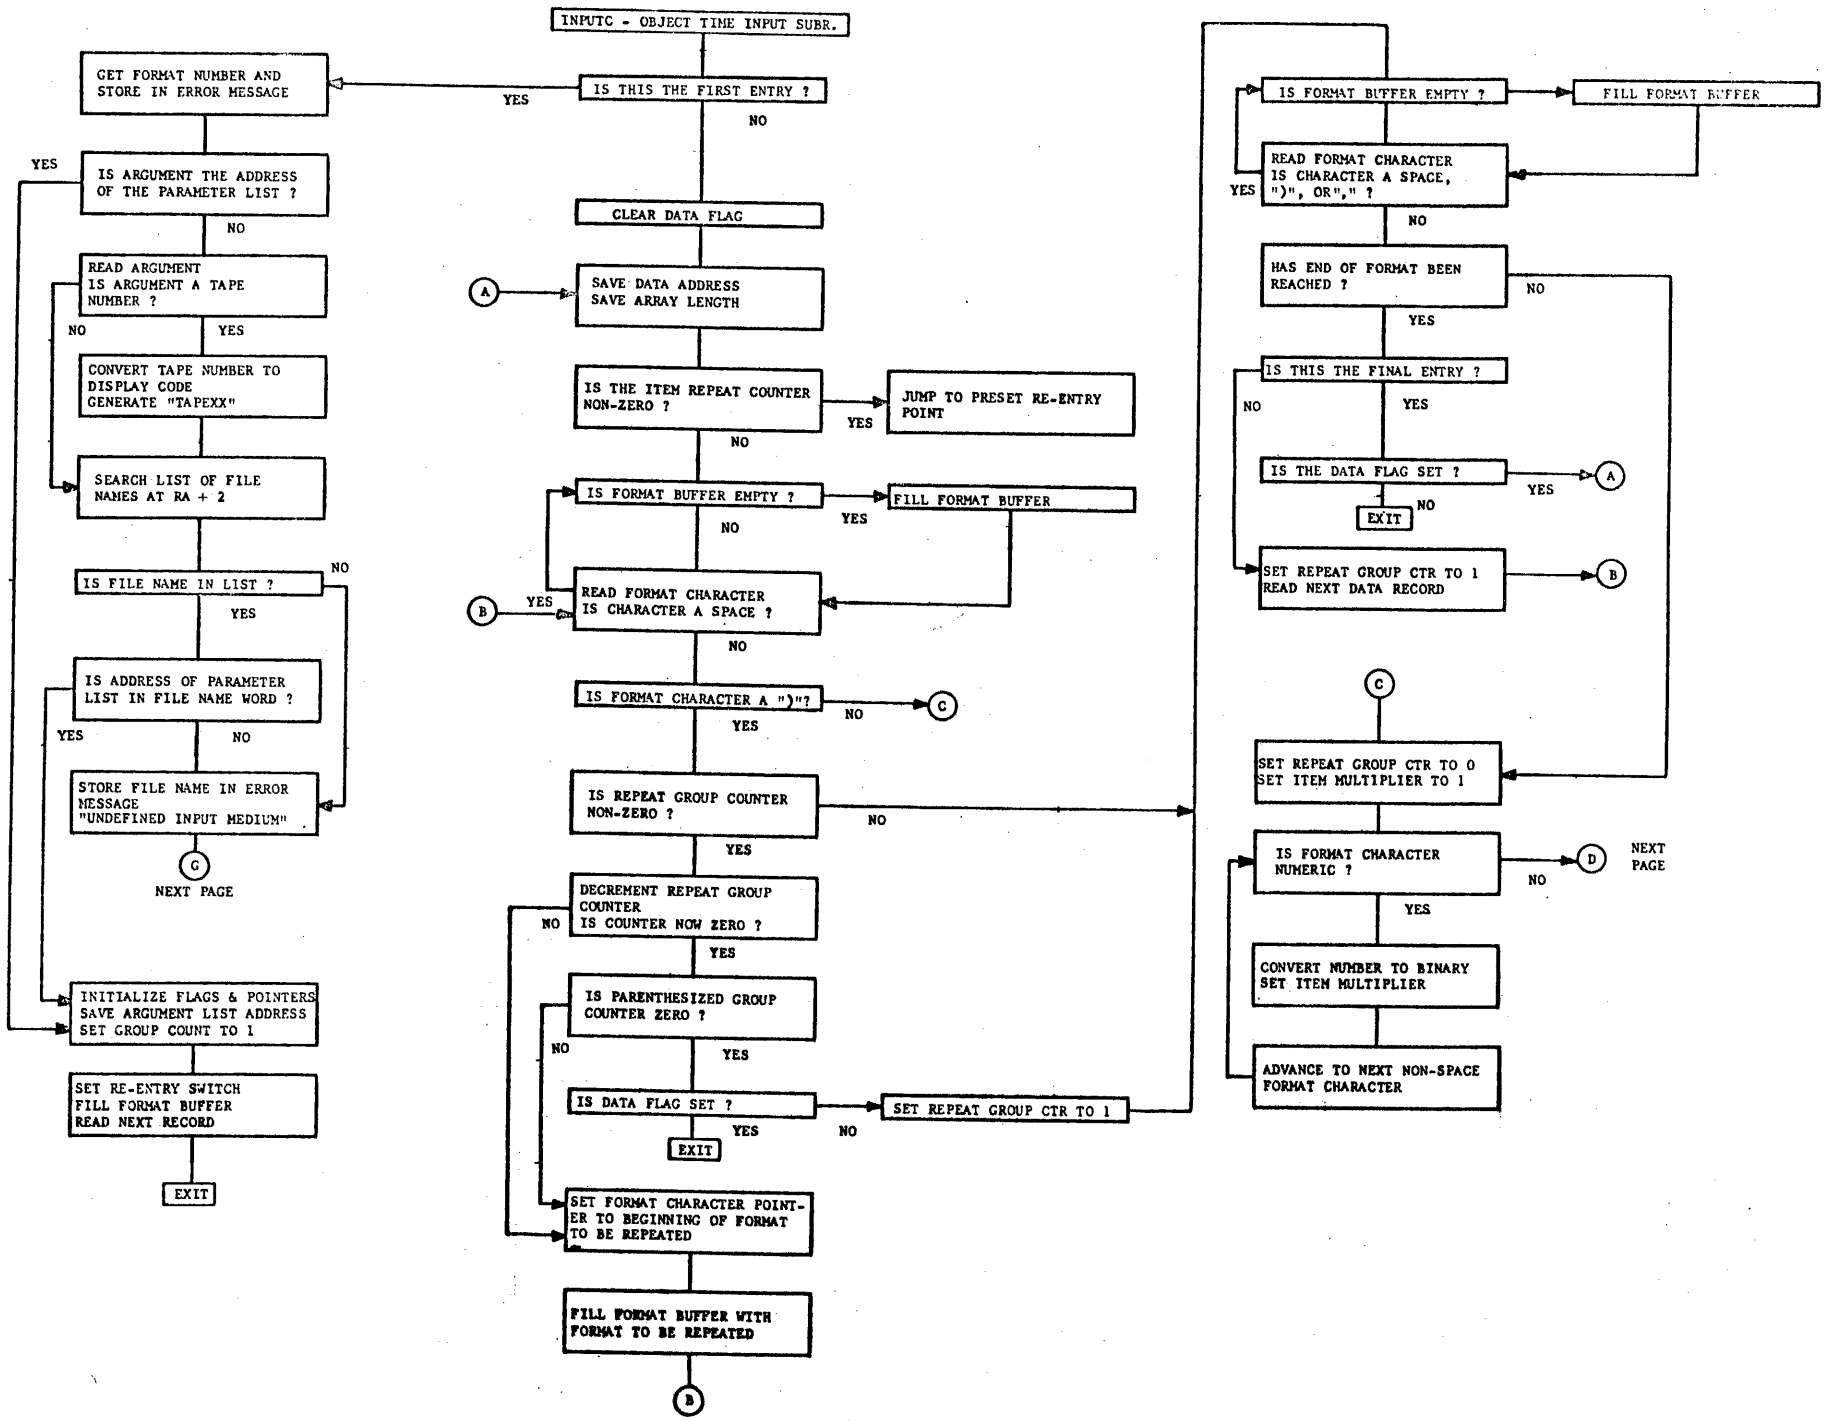 INPUTC - OBJECT TIME INPUT SUBR.
IS THIS THE FIRST ENTRY ?
YES
NO
GET FORMAT NUMBER AND
STORE IN ERROR MESSAGE
YES
IS ARGUMENT THE ADDRESS
OF THE PARAMETER LIST ?
NO
READ ARGUMENT
IS ARGUMENT A TAPE
NUMBER ?
NO
YES
CONVERT TAPE NUMBER TO
DISPLAY CODE
GENERATE "TAPEXX"
SEARCH LIST OF FILE
NAMES AT RA + 2
IS FILE NAME IN LIST ?
NO
YES
IS ADDRESS OF PARAMETER
LIST IN FILE NAME WORD ?
YES
NO
STORE FILE NAME IN ERROR
MESSAGE
"UNDEFINED INPUT MEDIUM"
G
NEXT PAGE
INITIALIZE FLAGS & POINTERS
SAVE ARGUMENT LIST ADDRESS
SET GROUP COUNT TO 1
SET RE-ENTRY SWITCH
FILL FORMAT BUFFER
READ NEXT RECORD
EXIT
CLEAR DATA FLAG
A
SAVE DATA ADDRESS
SAVE ARRAY LENGTH
IS THE ITEM REPEAT COUNTER
NON-ZERO ?
YES
NO
JUMP TO PRESET RE-ENTRY
POINT
IS FORMAT BUFFER EMPTY ?
YES
NO
FILL FORMAT BUFFER
B
YES
READ FORMAT CHARACTER
IS CHARACTER A SPACE ?
NO
IS FORMAT CHARACTER A ")"?
NO
C
YES
IS REPEAT GROUP COUNTER
NON-ZERO ?
NO
YES
DECREMENT REPEAT GROUP
COUNTER
IS COUNTER NOW ZERO ?
NO
YES
IS PARENTHESIZED GROUP
COUNTER ZERO ?
NO
YES
IS DATA FLAG SET ?
YES
NO
SET REPEAT GROUP CTR TO 1
EXIT
SET FORMAT CHARACTER POINT-
ER TO BEGINNING OF FORMAT
TO BE REPEATED
FILL FORMAT BUFFER WITH
FORMAT TO BE REPEATED
B
IS FORMAT BUFFER EMPTY ?
FILL FORMAT BUFFER
READ FORMAT CHARACTER
IS CHARACTER A SPACE,
")", OR"," ?
YES
NO
HAS END OF FORMAT BEEN
REACHED ?
NO
YES
IS THIS THE FINAL ENTRY ?
NO
YES
IS THE DATA FLAG SET ?
YES
A
NO
EXIT
SET REPEAT GROUP CTR TO 1
READ NEXT DATA RECORD
B
C
SET REPEAT GROUP CTR TO 0
SET ITEM MULTIPLIER TO 1
IS FORMAT CHARACTER
NUMERIC ?
NO
D
NEXT
PAGE
YES
CONVERT NUMBER TO BINARY
SET ITEM MULTIPLIER
ADVANCE TO NEXT NON-SPACE
FORMAT CHARACTER